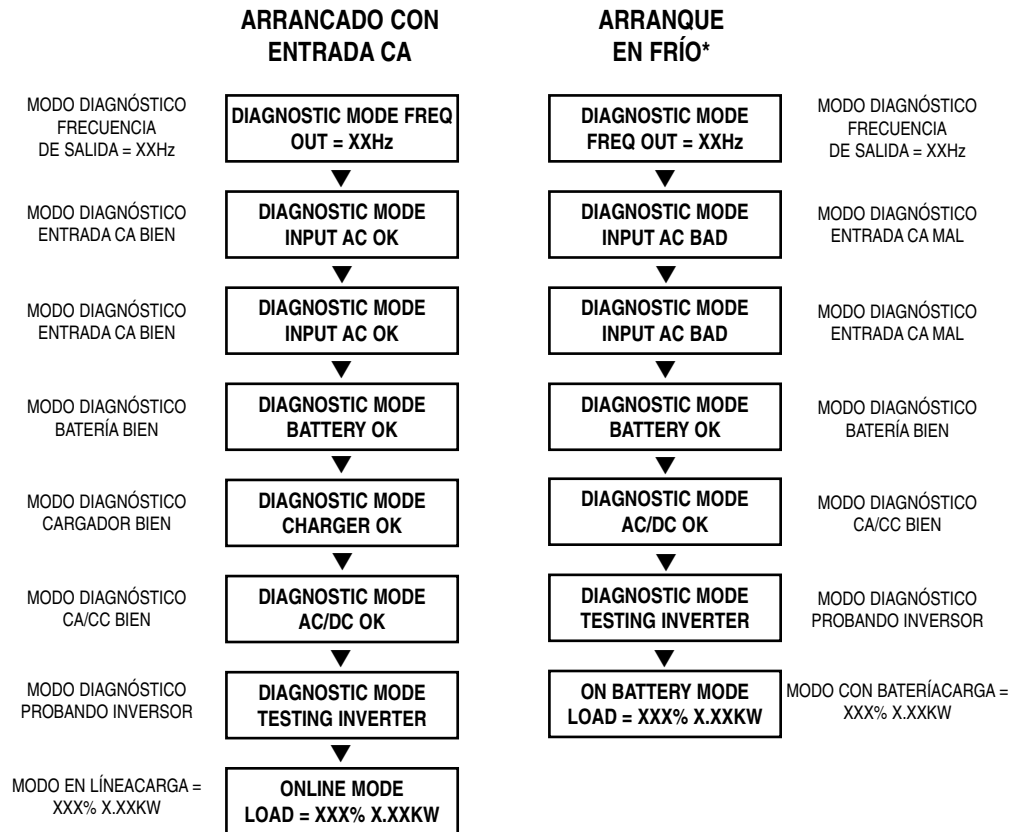 ARRANCADO CON
ENTRADA CA
ARRANQUE
EN FRÍO*
MODO DIAGNÓSTICO
FRECUENCIA
DE SALIDA = XXHz
DIAGNOSTIC MODE FREQ
OUT = XXHz
DIAGNOSTIC MODE
FREQ OUT = XXHz
MODO DIAGNÓSTICO
FRECUENCIA
DE SALIDA = XXHz
MODO DIAGNÓSTICO
ENTRADA CA BIEN
DIAGNOSTIC MODE
INPUT AC OK
DIAGNOSTIC MODE
INPUT AC BAD
MODO DIAGNÓSTICO
ENTRADA CA MAL
MODO DIAGNÓSTICO
ENTRADA CA BIEN
DIAGNOSTIC MODE
INPUT AC OK
DIAGNOSTIC MODE
INPUT AC BAD
MODO DIAGNÓSTICO
ENTRADA CA MAL
MODO DIAGNÓSTICO
BATERÍA BIEN
DIAGNOSTIC MODE
BATTERY OK
DIAGNOSTIC MODE
BATTERY OK
MODO DIAGNÓSTICO
BATERÍA BIEN
MODO DIAGNÓSTICO
CARGADOR BIEN
DIAGNOSTIC MODE
CHARGER OK
DIAGNOSTIC MODE
AC/DC OK
MODO DIAGNÓSTICO
CA/CC BIEN
MODO DIAGNÓSTICO
CA/CC BIEN
DIAGNOSTIC MODE
AC/DC OK
DIAGNOSTIC MODE
TESTING INVERTER
MODO DIAGNÓSTICO
PROBANDO INVERSOR
MODO DIAGNÓSTICO
PROBANDO INVERSOR
DIAGNOSTIC MODE
TESTING INVERTER
ON BATTERY MODE
LOAD = XXX% X.XXKW
MODO CON BATERÍACARGA =
XXX% X.XXKW
MODO EN LÍNEACARGA =
XXX% X.XXKW
ONLINE MODE
LOAD = XXX% X.XXKW